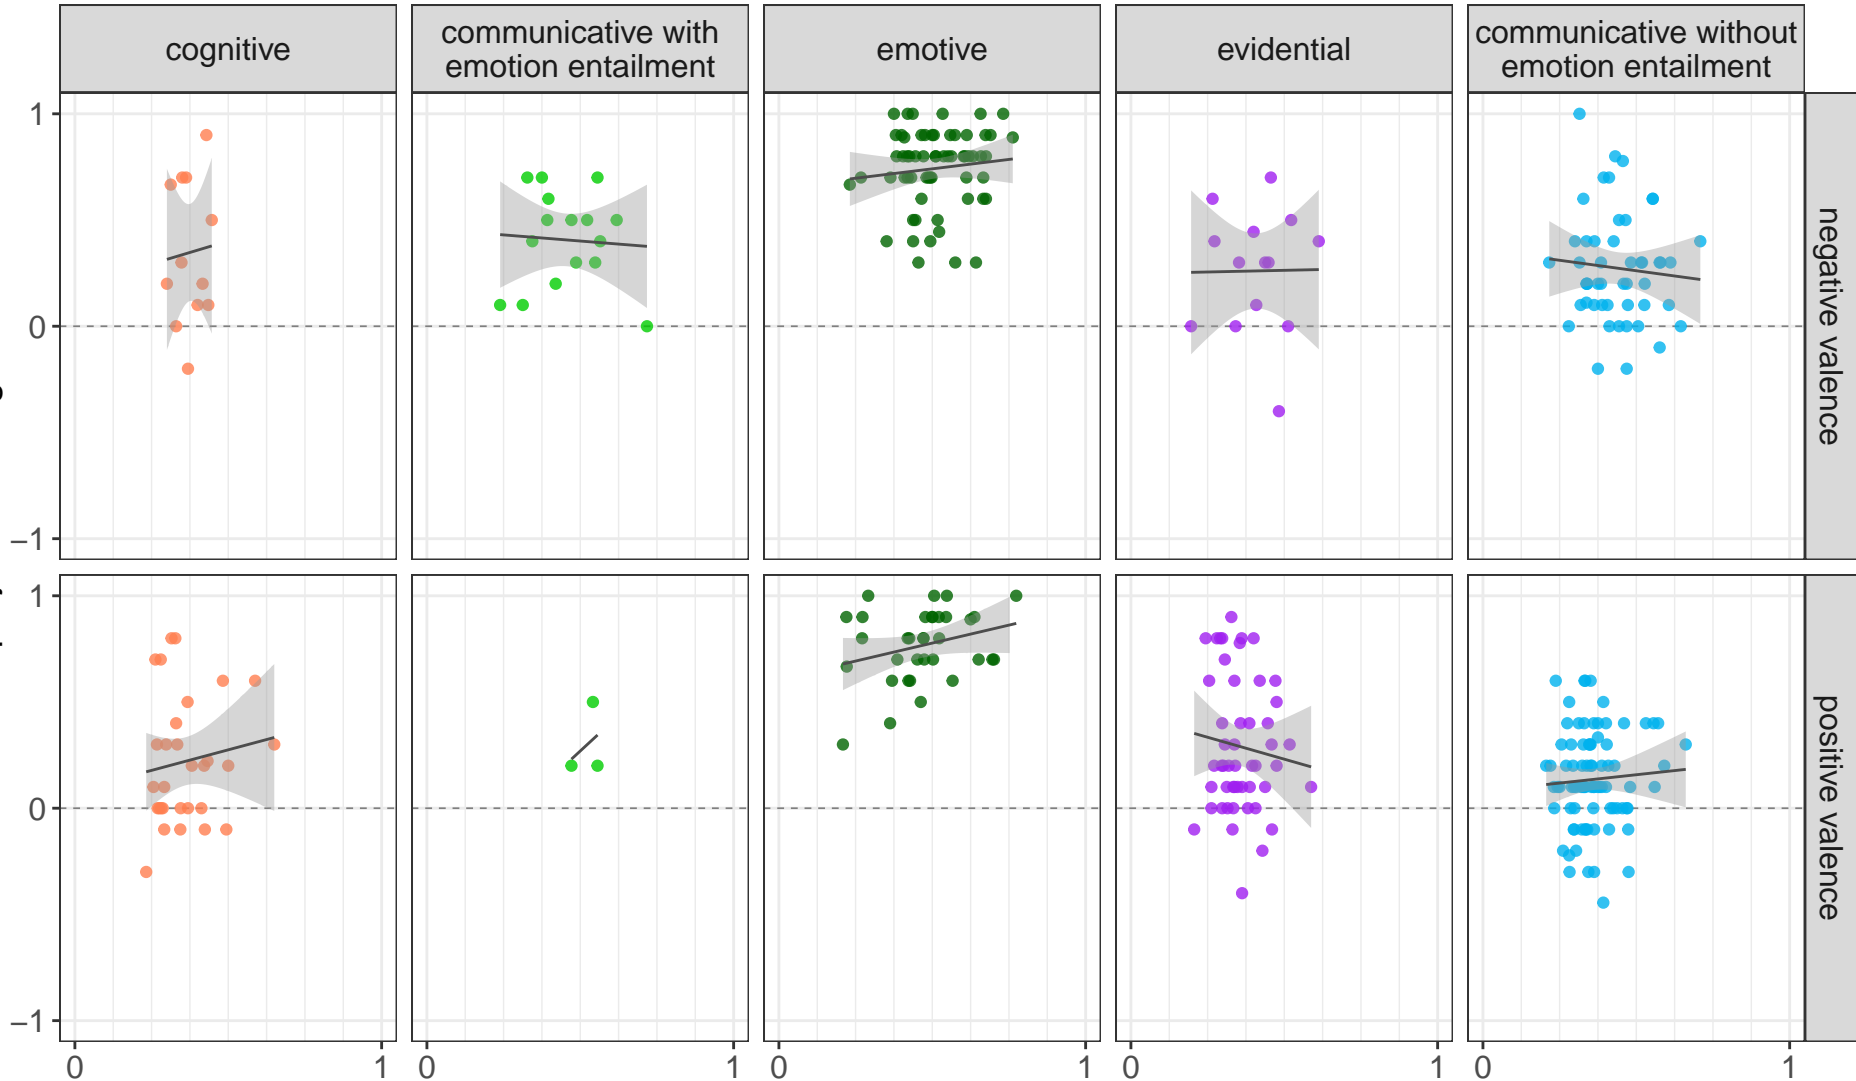 cognitive
communicative with
emotion entailment
emotive
evidential
communicative without
emotion entailment
1
0
−1
negative valence
1
0
−1
positive valence
0 1 0 1 0 1 0 1 0 1